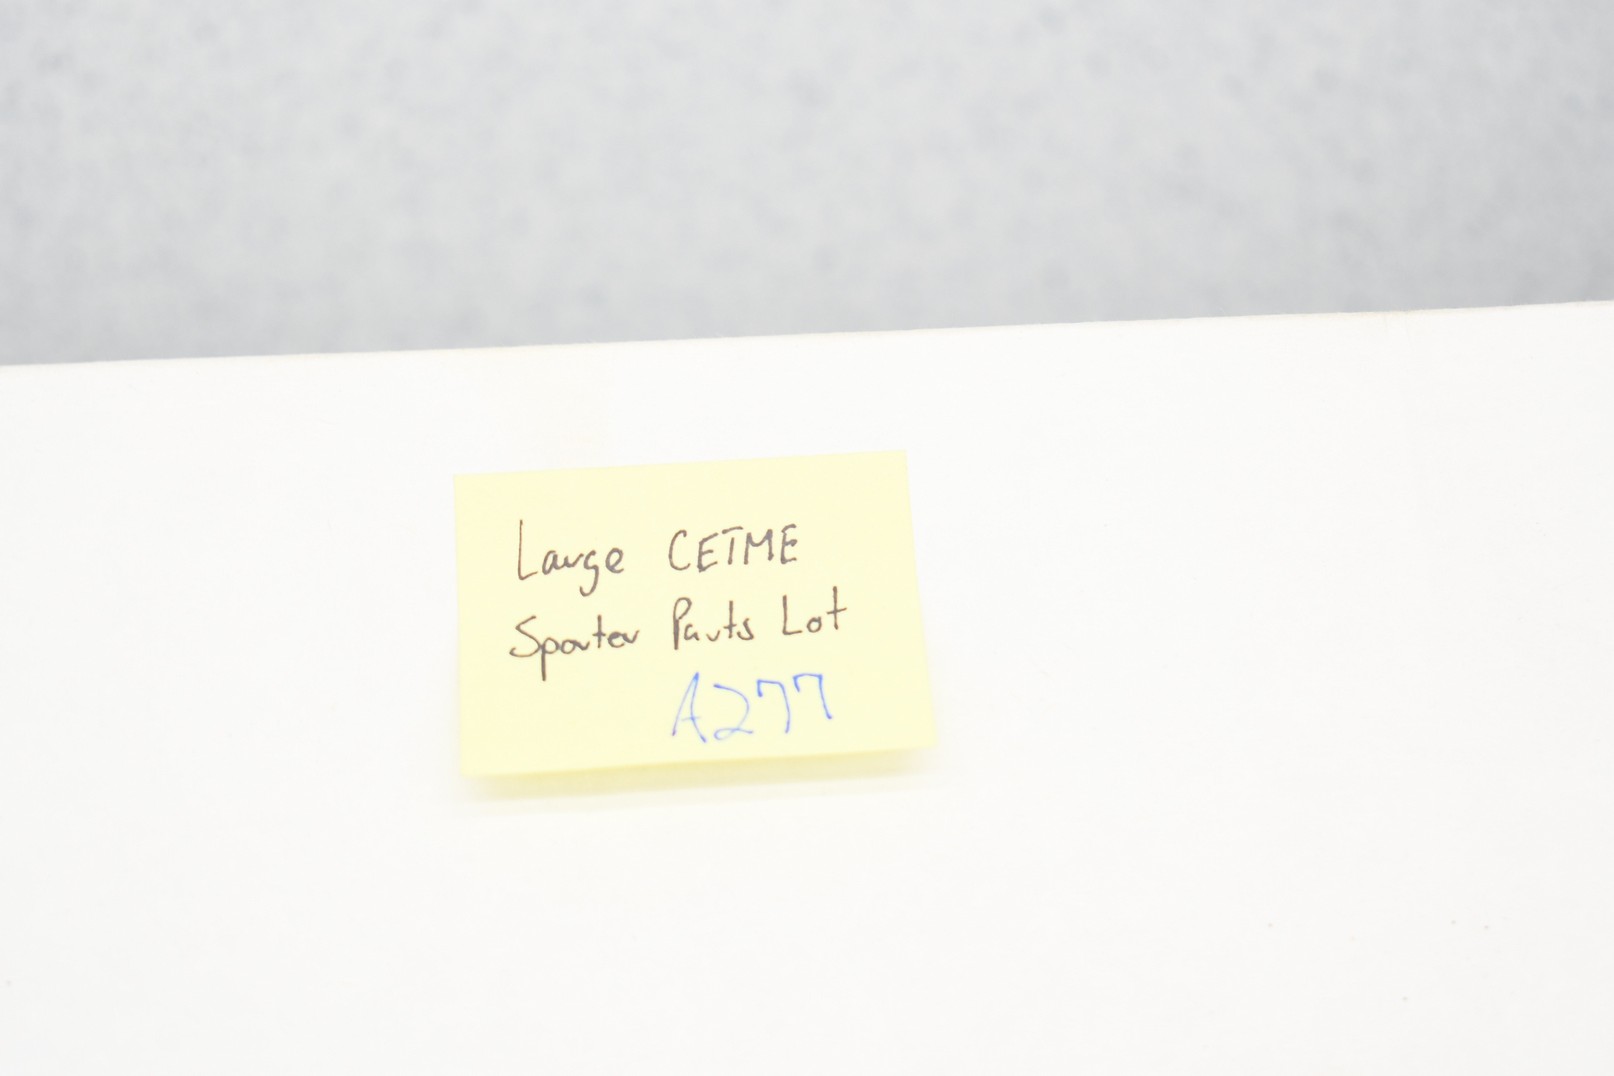 Large CETME
Sporter Parts Lot
A277